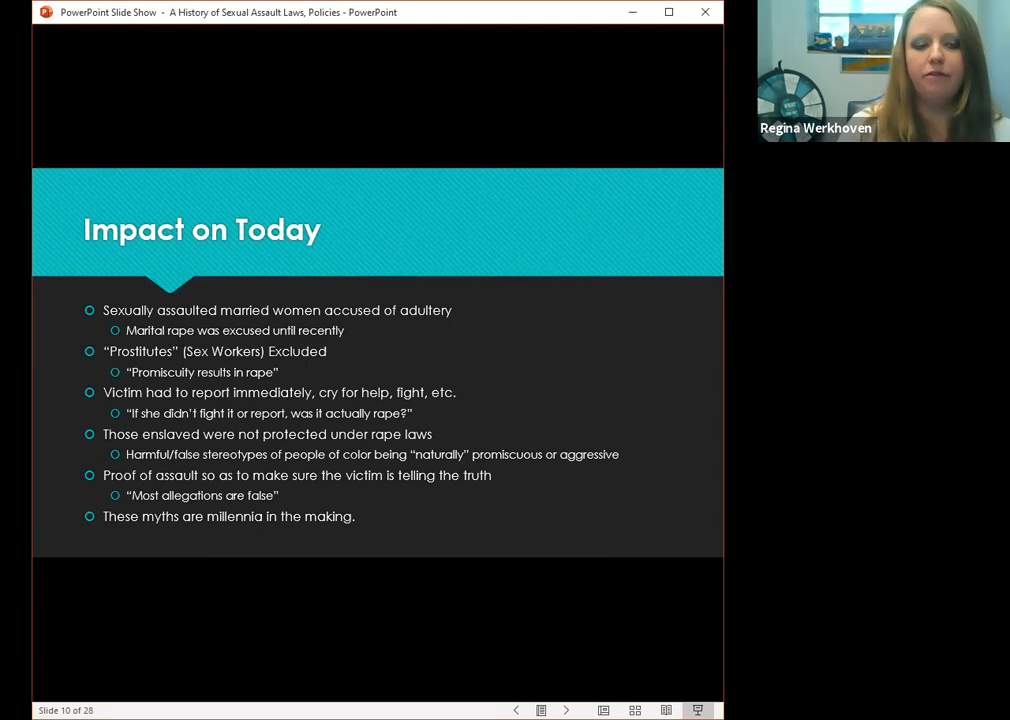 PowerPoint Slide Show - A History of Sexual Assault Laws, Policies - PowerPoint
Regina Werkhoven
Impact on Today
Sexually assaulted married women accused of adultery
Marital rape was excused until recently
“Prostitutes” (Sex Workers) Excluded
“Promiscuity results in rape”
Victim had to report immediately, cry for help, fight, etc.
“If she didn’t fight it or report, was it actually rape?”
Those enslaved were not protected under rape laws
Harmful/false stereotypes of people of color being “naturally” promiscuous or aggressive
Proof of assault so as to make sure the victim is telling the truth
“Most allegations are false”
These myths are millennia in the making.
Slide 10 of 28